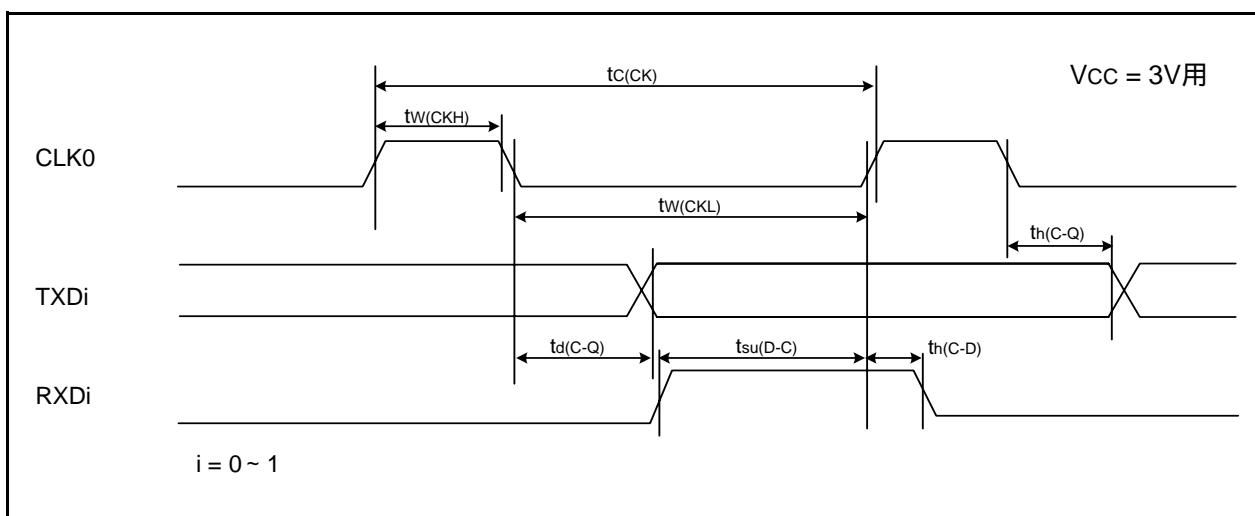 tC(CK)
VCC = 3V用
tW(CKH)
CLK0
tW(CKL)
th(C-Q)
TXDi
td(C-Q)
tsu(D-C)
th(C-D)
RXDi
i = 0 ~ 1